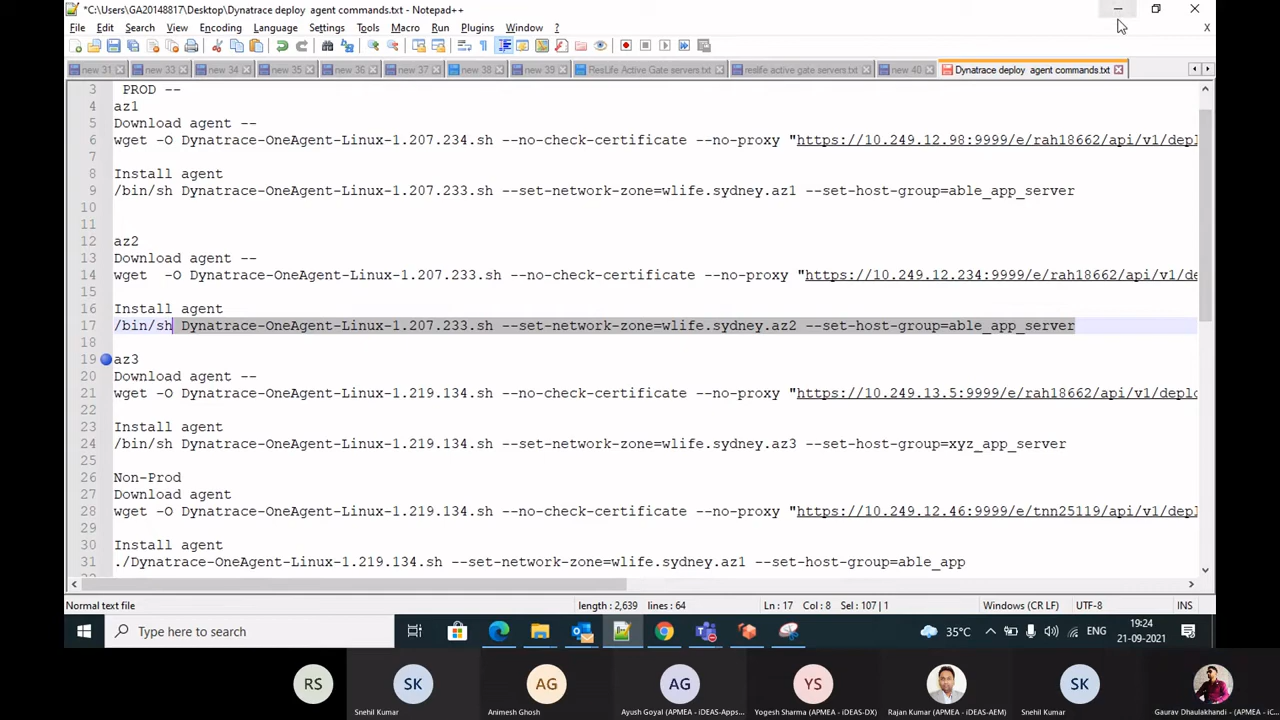 *C:\Users\GA20148817\Desktop\Dynatrace deploy  agent commands.txt - Notepad++
File Edit Search View Encoding Language Settings Tools Macro Run Plugins Window ? X
new 31 new 33 new 34 new 35 new 36 new 37 new 38 new 39 ResLife Active Gate servers.txt reslife active gate servers.txt new 40 Dynatrace deploy  agent commands.txt
3 PROD --
4 az1
5 Download agent --
6 wget -O Dynatrace-OneAgent-Linux-1.207.234.sh --no-check-certificate --no-proxy "https://10.249.12.98:9999/e/rah18662/api/v1/depl
7
8 Install agent
9 /bin/sh Dynatrace-OneAgent-Linux-1.207.233.sh --set-network-zone=wlife.sydney.az1 --set-host-group=able_app_server
10
11
12 az2
13 Download agent --
14 wget  -O Dynatrace-OneAgent-Linux-1.207.233.sh --no-check-certificate --no-proxy "https://10.249.12.234:9999/e/rah18662/api/v1/de
15
16 Install agent
17 /bin/sh Dynatrace-OneAgent-Linux-1.207.233.sh --set-network-zone=wlife.sydney.az2 --set-host-group=able_app_server
18
19 az3
20 Download agent --
21 wget -O Dynatrace-OneAgent-Linux-1.219.134.sh --no-check-certificate --no-proxy "https://10.249.13.5:9999/e/rah18662/api/v1/deplo
22
23 Install agent
24 /bin/sh Dynatrace-OneAgent-Linux-1.219.134.sh --set-network-zone=wlife.sydney.az3 --set-host-group=xyz_app_server
25
26 Non-Prod
27 Download agent
28 wget -O Dynatrace-OneAgent-Linux-1.219.134.sh --no-check-certificate --no-proxy "https://10.249.12.46:9999/e/tnn25119/api/v1/depl
29
30 Install agent
31 ./Dynatrace-OneAgent-Linux-1.219.134.sh --set-network-zone=wlife.sydney.az1 --set-host-group=able_app
Normal text file length : 2,639 lines : 64 Ln : 17 Col : 8 Sel : 107 | 1 Windows (CR LF) UTF-8 INS
Type here to search 35°C ENG 19:24
21-09-2021
RS SK AG AG YS SK
Snehil Kumar Animesh Ghosh Ayush Goyal (APMEA - iDEAS-Apps... Yogesh Sharma (APMEA - iDEAS-DX) Rajan Kumar (APMEA - iDEAS-AEM) Snehil Kumar Gaurav Dhaulakhandi - (APMEA - iC...